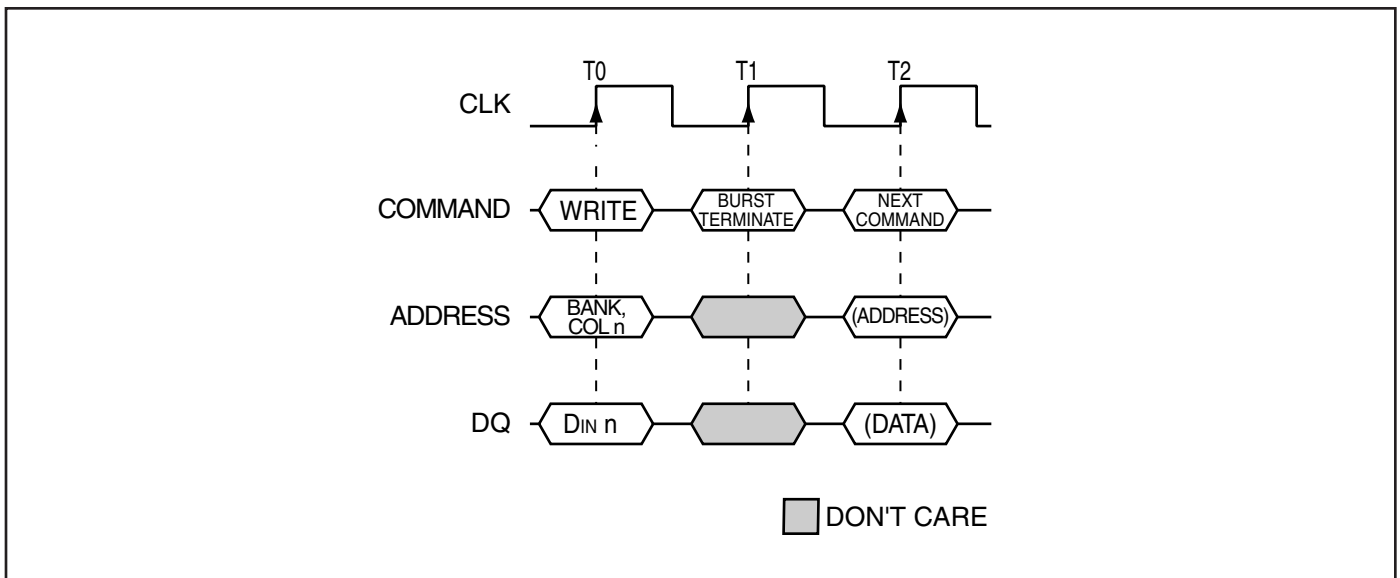 T0 T1 T2
CLK
COMMAND WRITE BURST TERMINATE NEXT COMMAND
ADDRESS BANK, COL n (ADDRESS)
DQ DIN n (DATA)
DON'T CARE